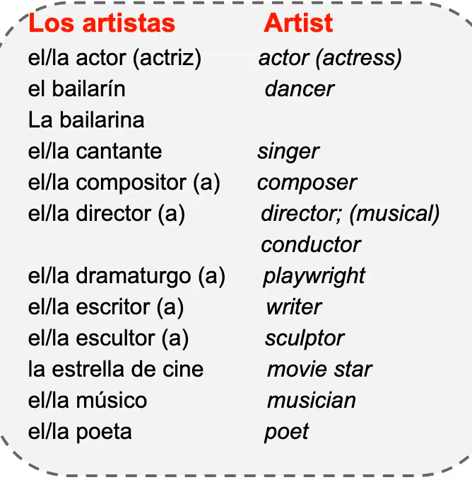 Los artistas Artist
el/la actor (actriz) actor (actress)
el bailarín dancer
La bailarina
el/la cantante singer
el/la compositor (a) composer
el/la director (a) director; (musical)
conductor
el/la dramaturgo (a) playwright
el/la escritor (a) writer
el/la escultor (a) sculptor
la estrella de cine movie star
el/la músico musician
el/la poeta poet